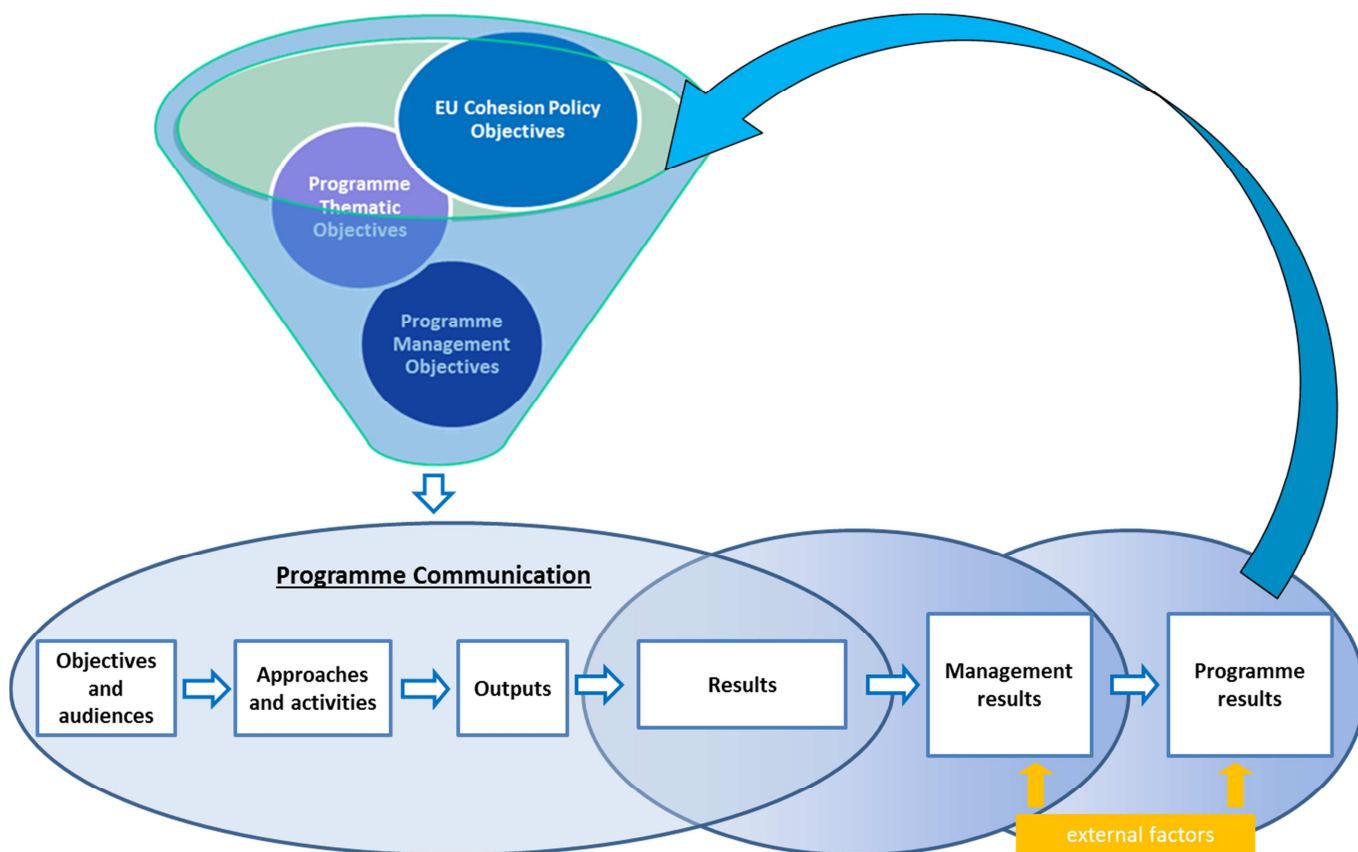 EU Cohesion Policy
Objectives
Programme
Thematic
Objectives
Programme
Management
Objectives
Programme Communication
Objectives
and
audiences
Approaches
and activities
Outputs
Results
Management
results
Programme
results
external factors